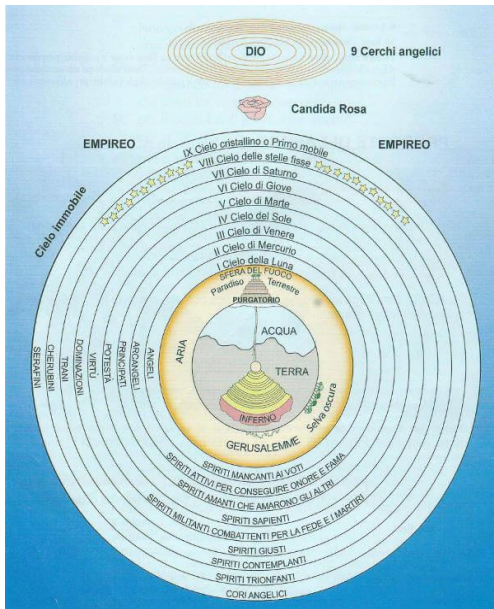 DIO
9 Cerchi angelici
Candida Rosa
EMPIREO
EMPIREO
Cielo immobile
IX Cielo cristallino o Primo mobile
VIII Cielo delle stelle fisse
VII Cielo di Saturno
VI Cielo di Giove
V Cielo di Marte
IV Cielo del Sole
III Cielo di Venere
II Cielo di Mercurio
I Cielo della Luna
SFERA DEL FUOCO
Paradiso Terrestre
PURGATORIO
ACQUA
ARIA
TERRA
INFERNO
Selva oscura
GERUSALEMME
SERAFINI
CHERUBINI
TRANI
DOMINAZIONI
VIRTÙ
POTESTÀ
PRINCIPATI
ARCANGELI
ANGELI
SPIRITI MANCANTI AI VOTI
SPIRITI ATTIVI PER CONSEGUIRE ONORE E FAMA
SPIRITI AMANTI CHE AMARONO GLI ALTRI
SPIRITI SAPIENTI
SPIRITI MILITANTI COMBATTENTI PER LA FEDE E I MARTIRI
SPIRITI GIUSTI
SPIRITI CONTEMPLANTI
SPIRITI TRIONFANTI
CORI ANGELICI